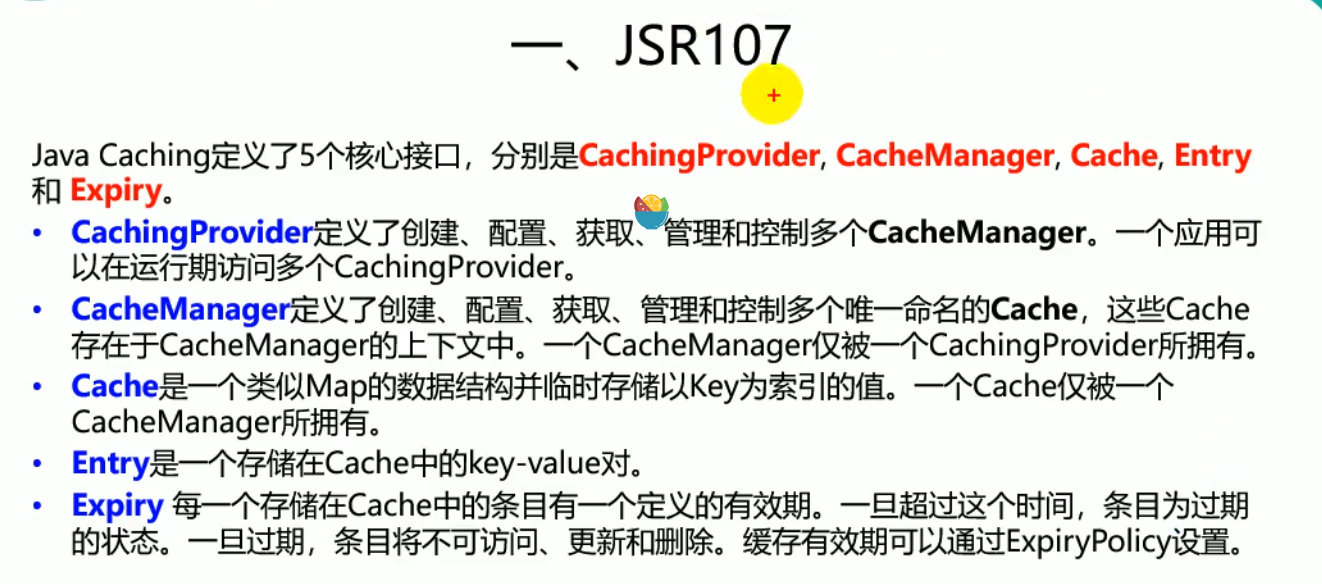 一、JSR107
Java Caching定义了5个核心接口，分别是CachingProvider, CacheManager, Cache, Entry
和 Expiry。
• CachingProvider定义了创建、配置、获取、管理和控制多个CacheManager。一个应用可
以在运行期访问多个CachingProvider。
• CacheManager定义了创建、配置、获取、管理和控制多个唯一命名的Cache，这些Cache
存在于CacheManager的上下文中。一个CacheManager仅被一个CachingProvider所拥有。
• Cache是一个类似Map的数据结构并临时存储以Key为索引的值。一个Cache仅被一个
CacheManager所拥有。
• Entry是一个存储在Cache中的key-value对。
• Expiry 每一个存储在Cache中的条目有一个定义的有效期。一旦超过这个时间，条目为过期
的状态。一旦过期，条目将不可访问、更新和删除。缓存有效期可以通过ExpiryPolicy设置。